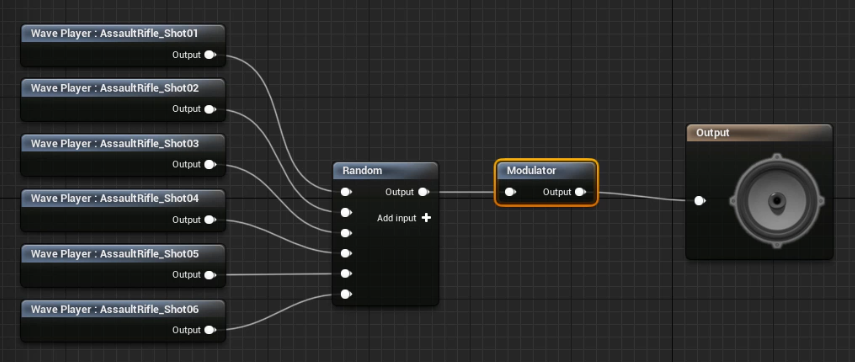 Wave Player : AssaultRifle_Shot01
Output
Wave Player : AssaultRifle_Shot02
Output
Wave Player : AssaultRifle_Shot03
Output
Wave Player : AssaultRifle_Shot04
Output
Wave Player : AssaultRifle_Shot05
Output
Wave Player : AssaultRifle_Shot06
Output
Random
Output
Add input
Modulator
Output
Output